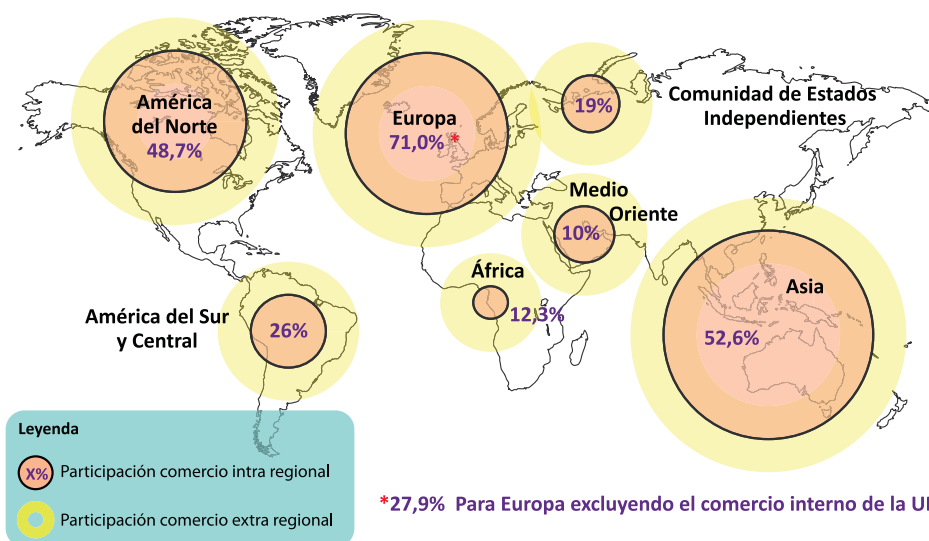 América
del Norte
48,7%
Europa
71,0% *
19%
Comunidad de Estados
Independientes
Medio
Oriente
10%
África
12,3%
América del Sur
y Central
26%
Asia
52,6%
Leyenda
X% Participación comercio intra regional
Participación comercio extra regional
*27,9% Para Europa excluyendo el comercio interno de la